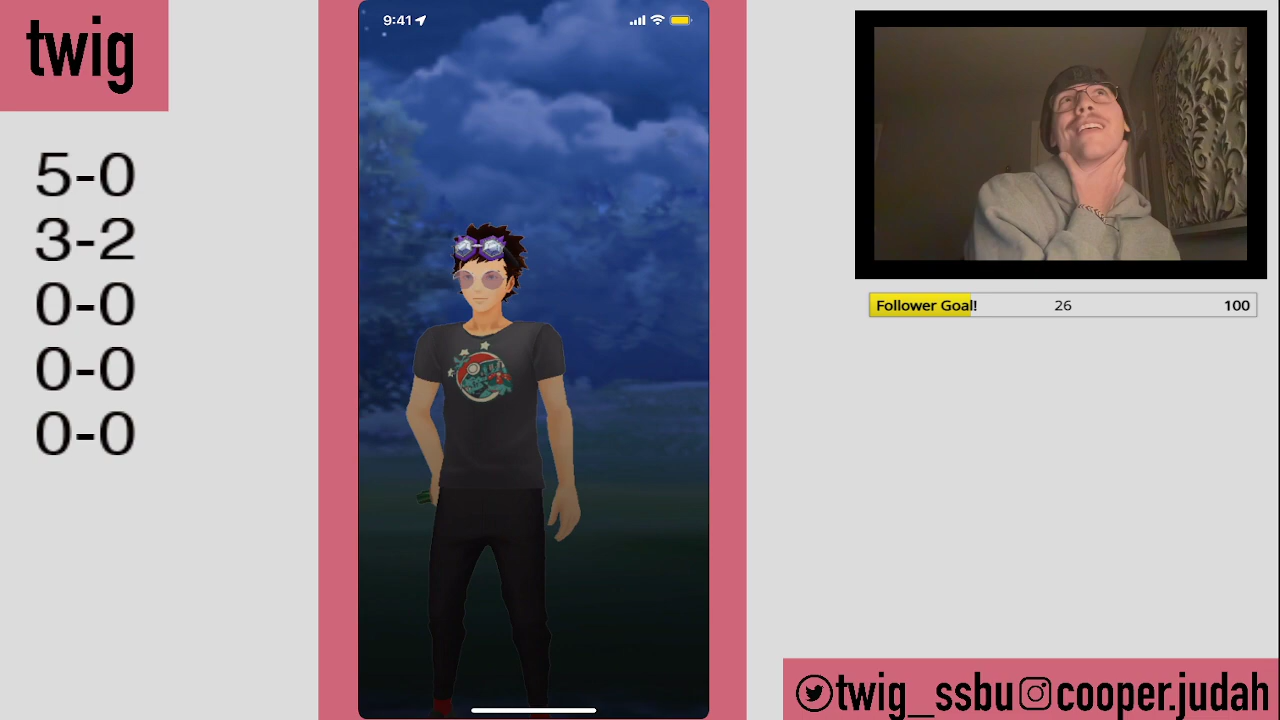 twig
5-0
3-2
0-0
0-0
0-0
9:41
Follower Goal! 26 100
twig_ssbu cooper.judah